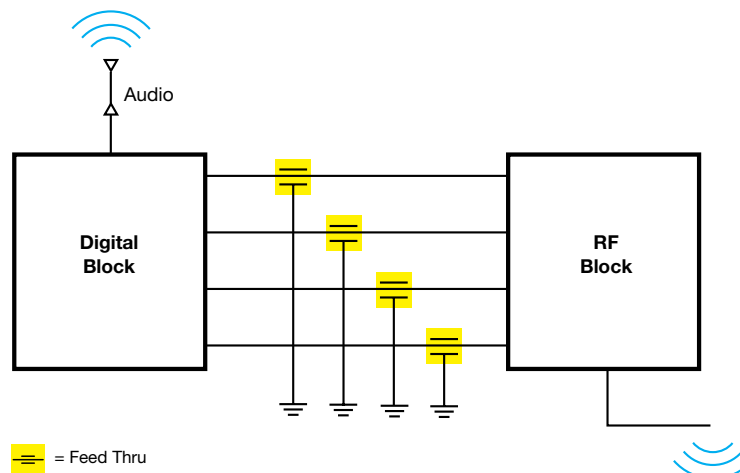 Audio
Digital
Block
RF
Block
= Feed Thru